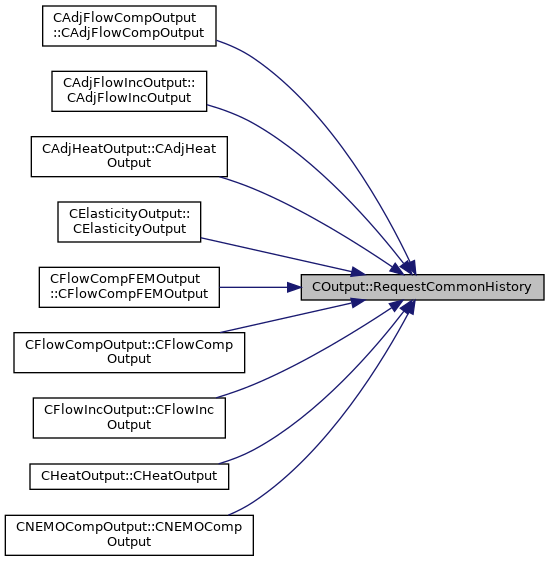 CAdjFlowCompOutput
::CAdjFlowCompOutput
CAdjFlowIncOutput::
CAdjFlowIncOutput
CAdjHeatOutput::CAdjHeat
Output
CElasticityOutput::
CElasticityOutput
CFlowCompFEMOutput
::CFlowCompFEMOutput
COutput::RequestCommonHistory
CFlowCompOutput::CFlowComp
Output
CFlowIncOutput::CFlowInc
Output
CHeatOutput::CHeatOutput
CNEMOCompOutput::CNEMOComp
Output